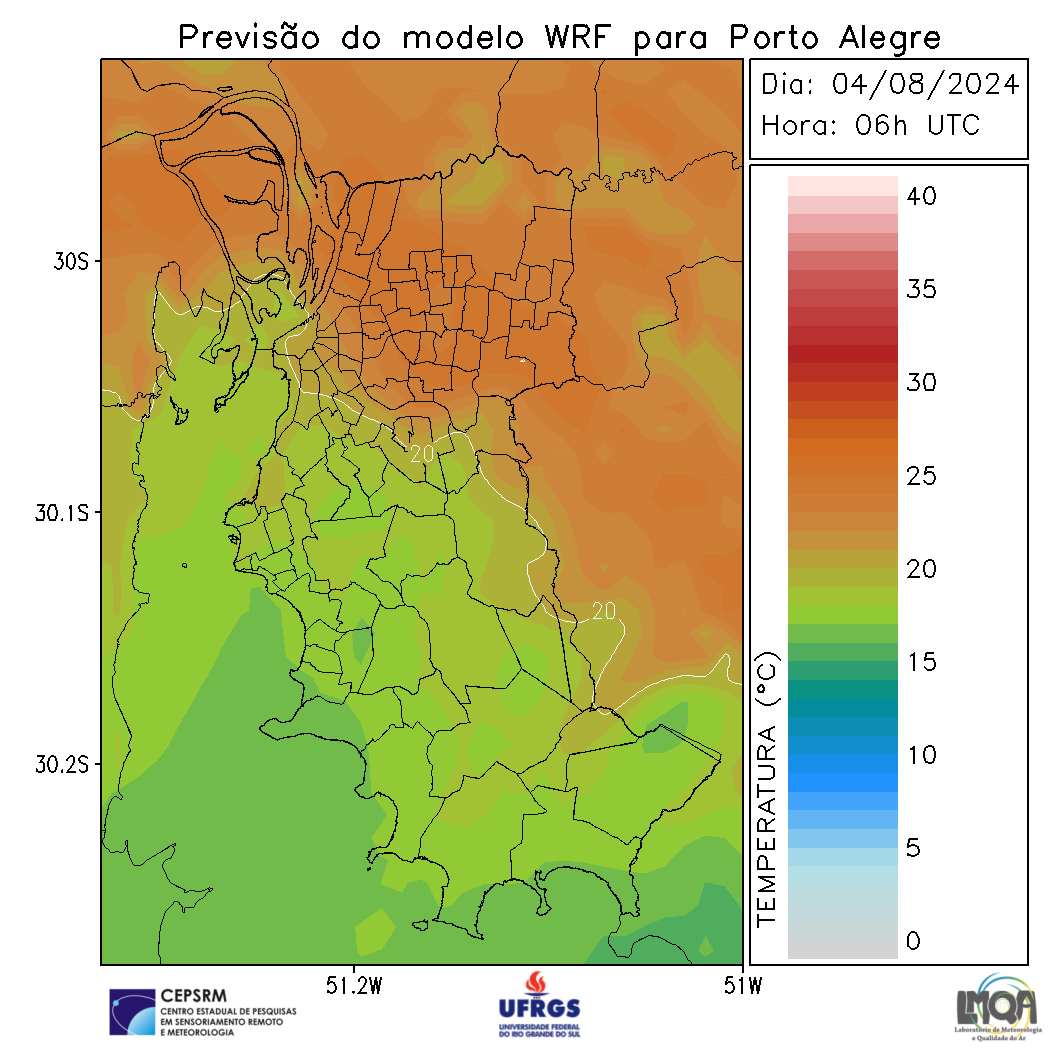 Previsão do modelo WRF para Porto Alegre
Dia: 04/08/2024
Hora: 06h UTC
40
35
30
25
20
15
10
5
0
TEMPERATURA (°C)
30S
30.1S
30.2S
20
20
51.2W
51W
CEPSRM
CENTRO ESTADUAL DE PESQUISAS
EM SENSORIAMENTO REMOTO
E METEOROLOGIA
UFRGS
UNIVERSIDADE FEDERAL
DO RIO GRANDE DO SUL
LMQA
Laboratório de Meteorologia
e Qualidade do Ar